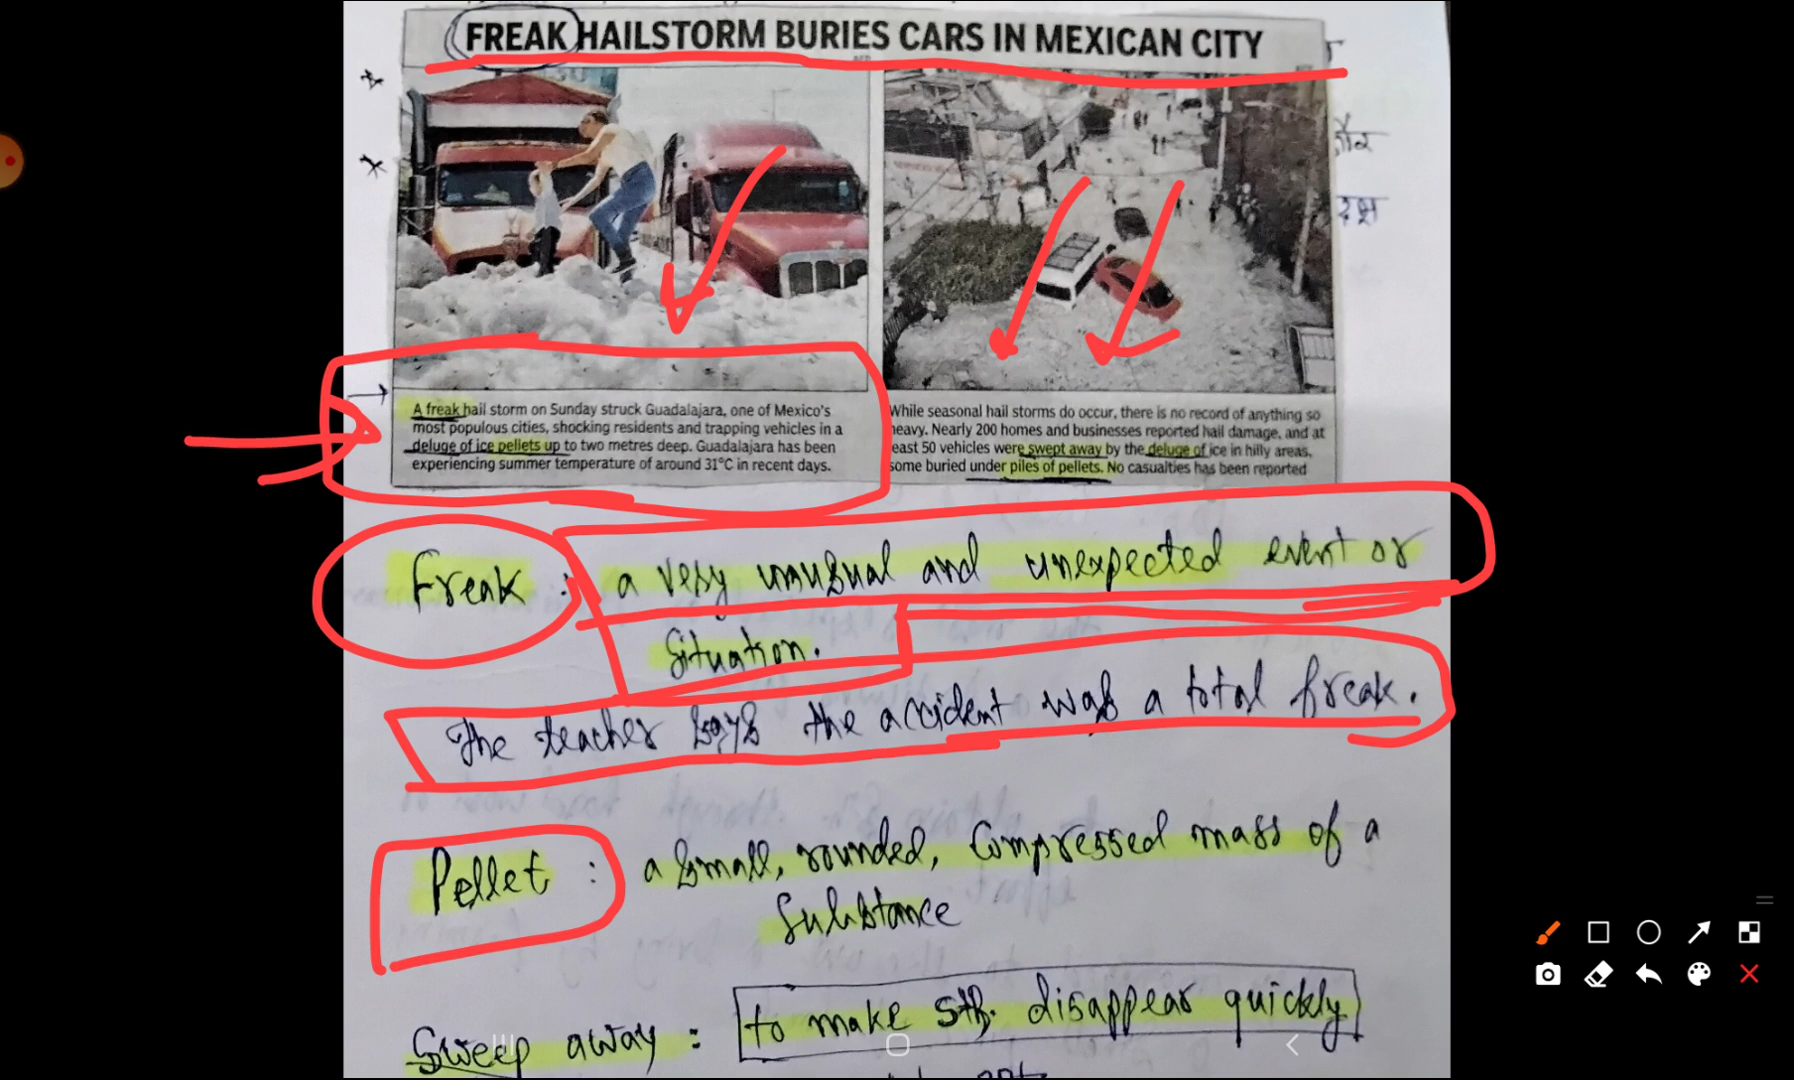 FREAK HAILSTORM BURIES CARS IN MEXICAN CITY
A freak hail storm on Sunday struck Guadalajara, one of Mexico's
most populous cities, shocking residents and trapping vehicles in a
deluge of ice pellets up to two metres deep. Guadalajara has been
experiencing summer temperature of around 31°C in recent days.
While seasonal hail storms do occur, there is no record of anything so
heavy. Nearly 200 homes and businesses reported hail damage, and at
least 50 vehicles were swept away by the deluge of ice in hilly areas,
some buried under piles of pellets. No casualties has been reported
Freak : a very unusual and unexpected event or
situation.
The teacher says the accident was a total freak.
Pellet : a small, rounded, compressed mass of a
substance
Sweep away : to make sth. disappear quickly